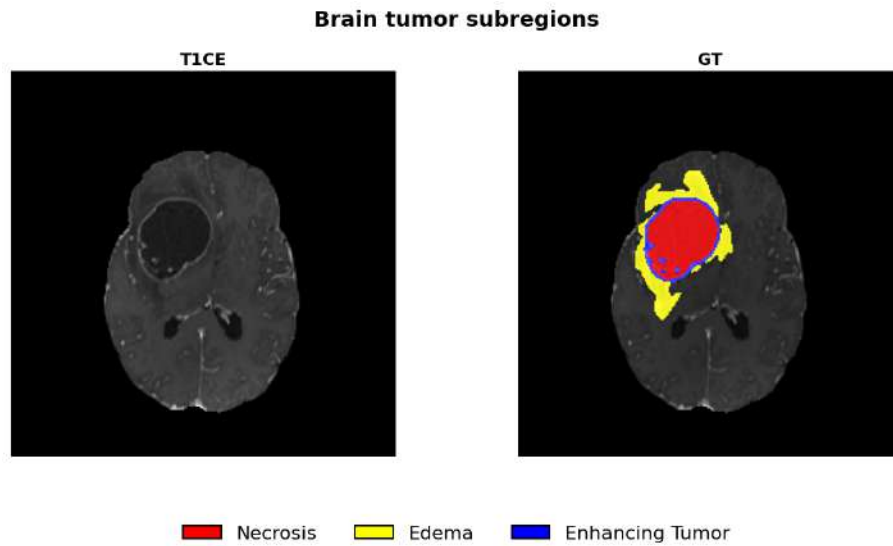 Brain tumor subregions
T1CE
GT
Necrosis
Edema
Enhancing Tumor